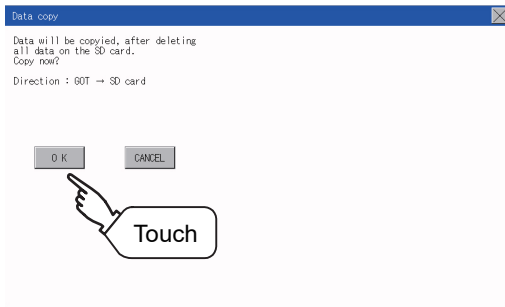 Data copy
Data will be copyied, after deleting
all data on the SD card.
Copy now?
Direction : GOT → SD card
O K
CANCEL
Touch